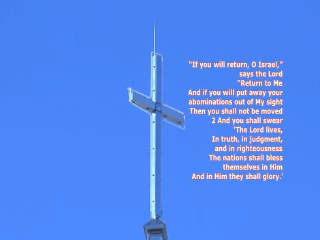 "If you will return, O Israel,"
says the Lord
"Return to Me
And if you will put away your
abominations out of My sight
Then you shall not be moved
2 And you shall swear
'The Lord lives,
In truth, in judgment,
and in righteousness
The nations shall bless
themselves in Him
And in Him they shall glory.'